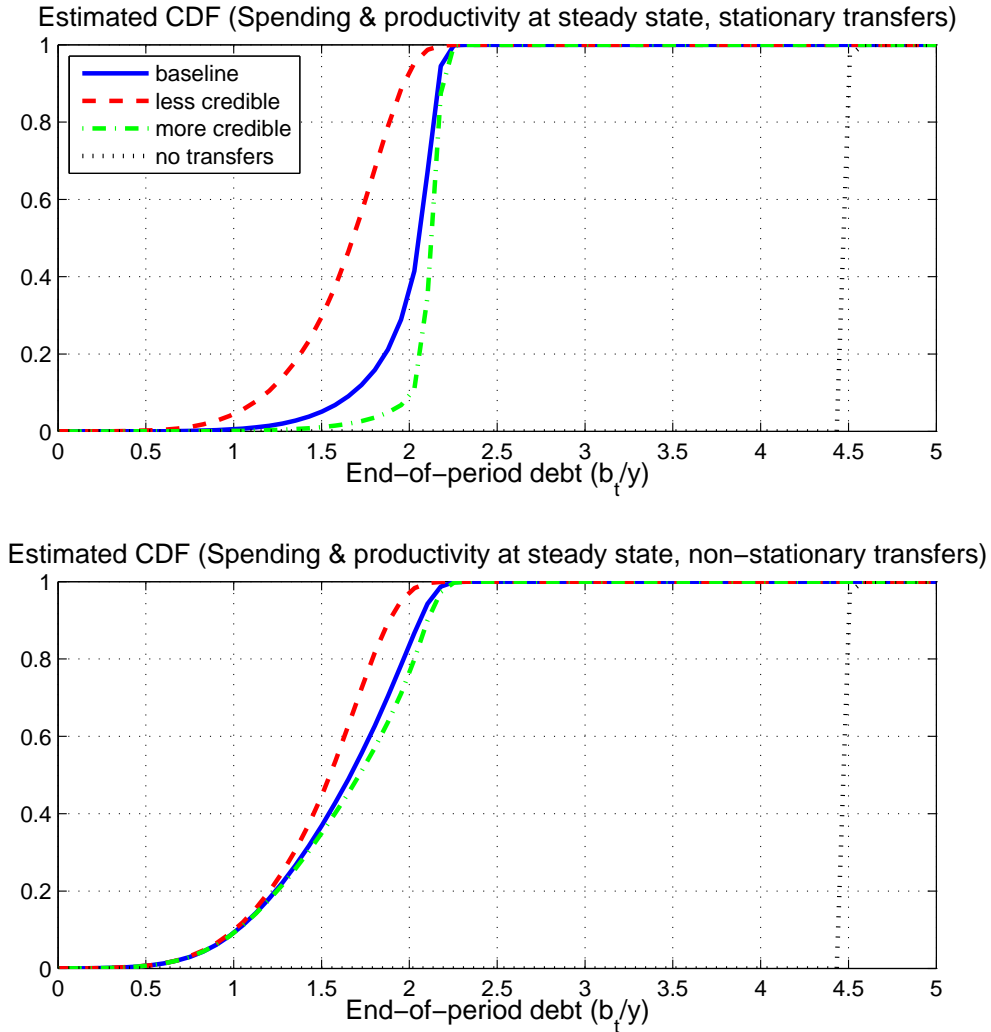 Estimated CDF (Spending & productivity at steady state, stationary transfers)
1
0.8
0.6
0.4
0.2
0
baseline
less credible
more credible
no transfers
0 0.5 1 1.5 2 2.5 3 3.5 4 4.5 5
End−of−period debt (b_t/y)
Estimated CDF (Spending & productivity at steady state, non−stationary transfers)
1
0.8
0.6
0.4
0.2
0
0 0.5 1 1.5 2 2.5 3 3.5 4 4.5 5
End−of−period debt (b_t/y)